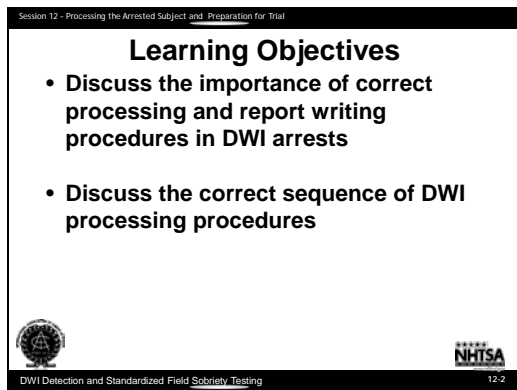 Session 12 - Processing the Arrested Subject and Preparation for Trial
Learning Objectives
• Discuss the importance of correct
processing and report writing
procedures in DWI arrests
• Discuss the correct sequence of DWI
processing procedures
NHTSA
DWI Detection and Standardized Field Sobriety Testing
12-2